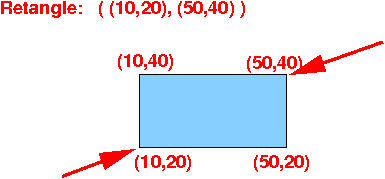 Retangle:   ( (10,20), (50,40) )
(10,40) (50,40)
(10,20) (50,20)